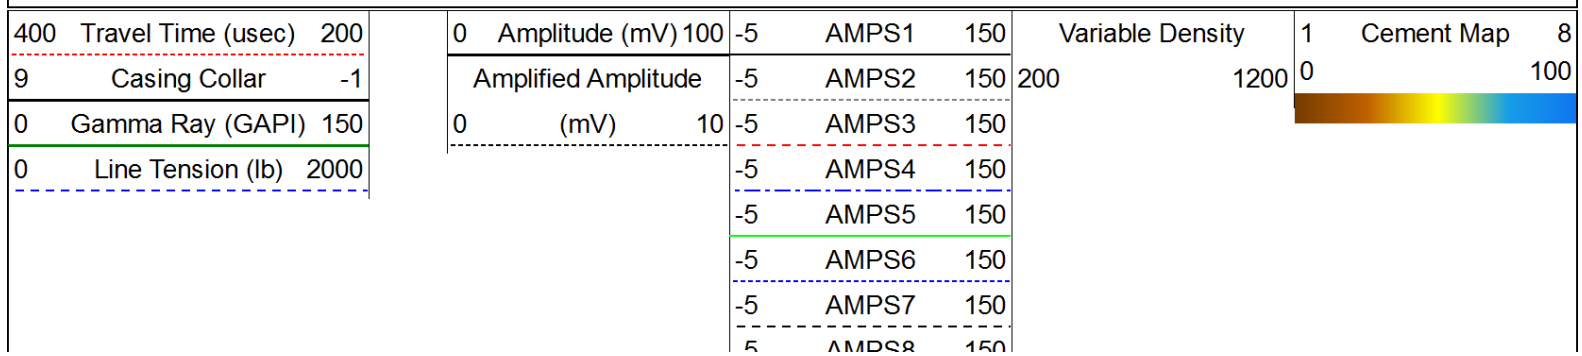 400 Travel Time (usec) 200
9 Casing Collar -1
0 Gamma Ray (GAPI) 150
0 Line Tension (lb) 2000
0 Amplitude (mV) 100
Amplified Amplitude
0 (mV) 10
-5 AMPS1 150
-5 AMPS2 150
-5 AMPS3 150
-5 AMPS4 150
-5 AMPS5 150
-5 AMPS6 150
-5 AMPS7 150
-5 AMPS8 150
Variable Density
200 1200
1 Cement Map 8
0 100